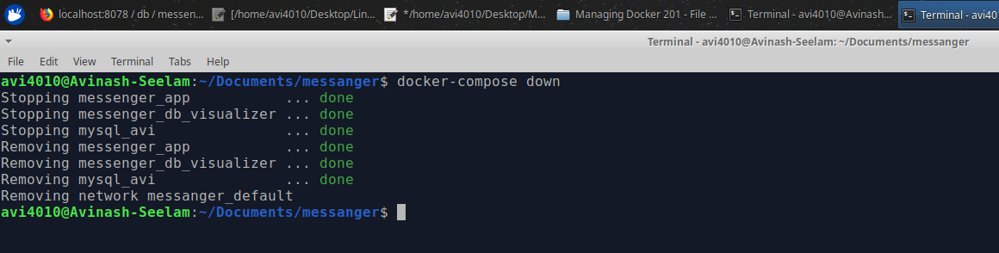 localhost:8078 / db / messen...
[/home/avi4010/Desktop/Lin...
*/home/avi4010/Desktop/M...
Managing Docker 201 - File ...
Terminal - avi4010@Avinash...
Terminal - avi401
Terminal - avi4010@Avinash-Seelam: ~/Documents/messanger
File Edit View Terminal Tabs Help
avi4010@Avinash-Seelam:~/Documents/messanger$ docker-compose down
Stopping messenger_app           ... done
Stopping messenger_db_visualizer ... done
Stopping mysql_avi               ... done
Removing messenger_app           ... done
Removing messenger_db_visualizer ... done
Removing mysql_avi               ... done
Removing network messanger_default
avi4010@Avinash-Seelam:~/Documents/messanger$